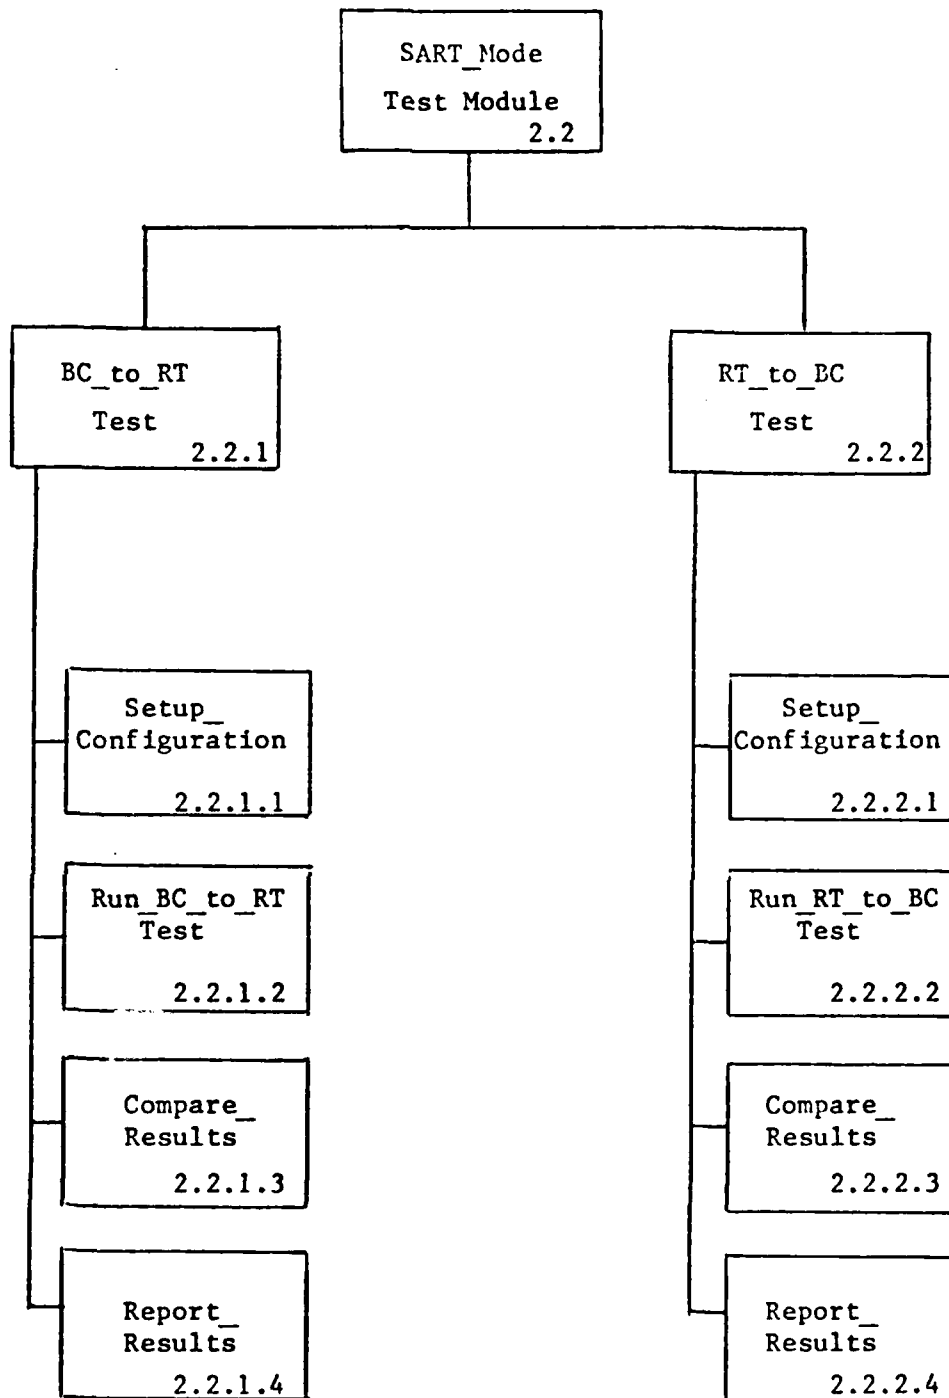 SART_Mode
Test Module
2.2
BC_to_RT
Test
2.2.1
RT_to_BC
Test
2.2.2
Setup_
Configuration
2.2.1.1
Run_BC_to_RT
Test
2.2.1.2
Compare_
Results
2.2.1.3
Report_
Results
2.2.1.4
Setup_
Configuration
2.2.2.1
Run_RT_to_BC
Test
2.2.2.2
Compare_
Results
2.2.2.3
Report_
Results
2.2.2.4